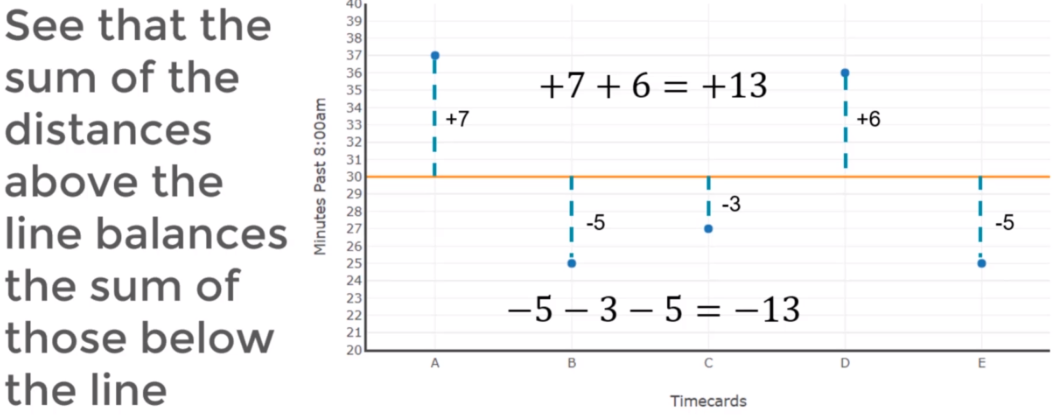 See that the
sum of the
distances
above the
line balances
the sum of
those below
the line
Minutes Past 8:00am
40
39
38
37
36
35
34
33
32
31
30
29
28
27
26
25
24
23
22
21
20
+7 + 6 = +13
+7
-5
-3
+6
-5
−5 − 3 − 5 = −13
A B C D E
Timecards